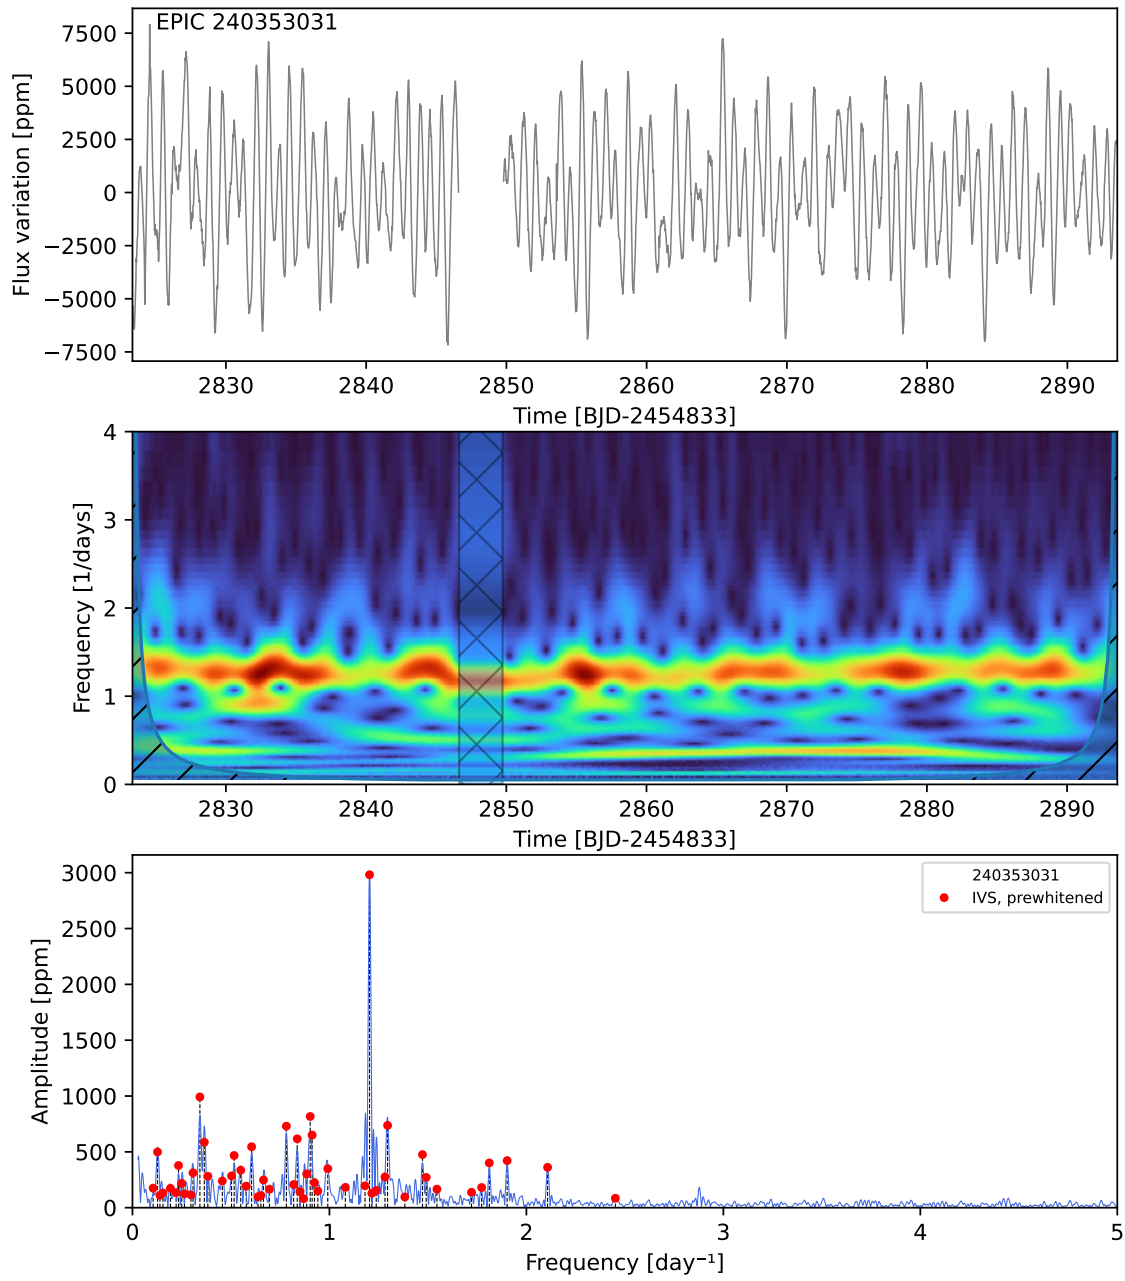 EPIC 240353031
7500
5000
2500
0
−2500
−5000
−7500
Flux variation [ppm]
2830 2840 2850 2860 2870 2880 2890
Time [BJD-2454833]
4
3
2
1
0
Frequency [1/days]
2830 2840 2850 2860 2870 2880 2890
Time [BJD-2454833]
3000
2500
2000
1500
1000
500
0
Amplitude [ppm]
240353031
IVS, prewhitened
0 1 2 3 4 5
Frequency [day⁻¹]